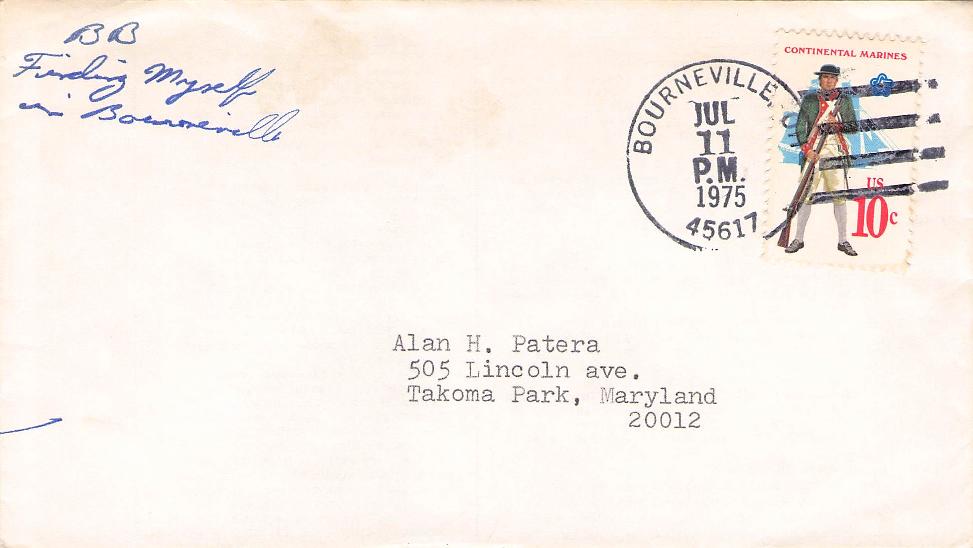 BB
Finding Myself
in Bourneville
BOURNEVILLE, O
JUL
11
P.M.
1975
45617
CONTINENTAL MARINES
US
10c
Alan H. Patera
505 Lincoln ave.
Takoma Park, Maryland
20012